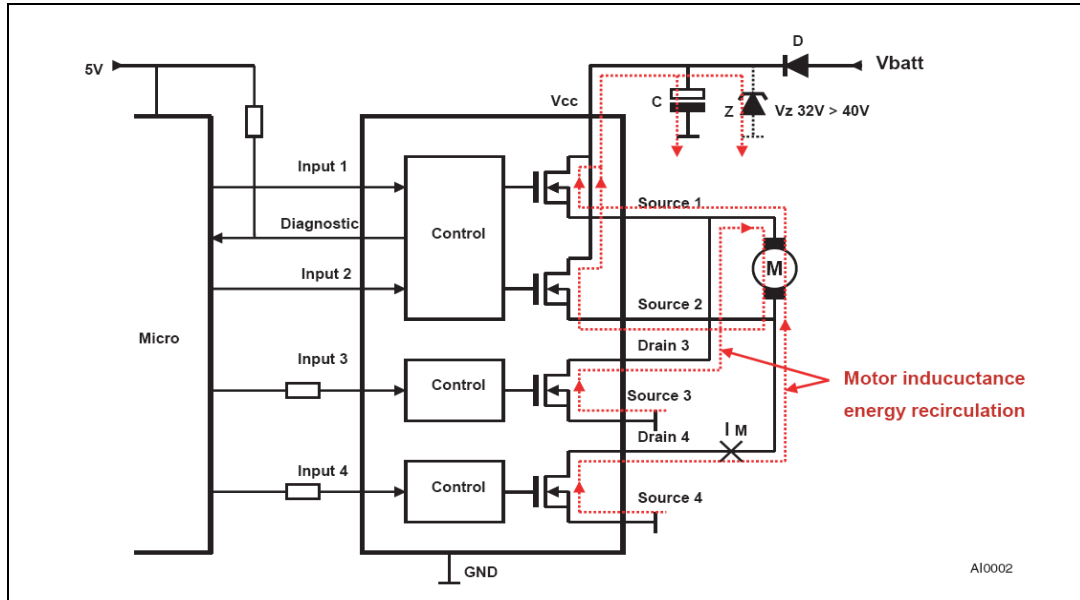 D
Vbatt
5V
Vcc
C
Z
Vz 32V > 40V
Input 1
Source 1
Diagnostic
Control
M
Input 2
Source 2
Micro
Drain 3
Input 3
Control
Source 3
Motor inducuctance
energy recirculation
Drain 4
I M
Input 4
Control
Source 4
GND
AI0002